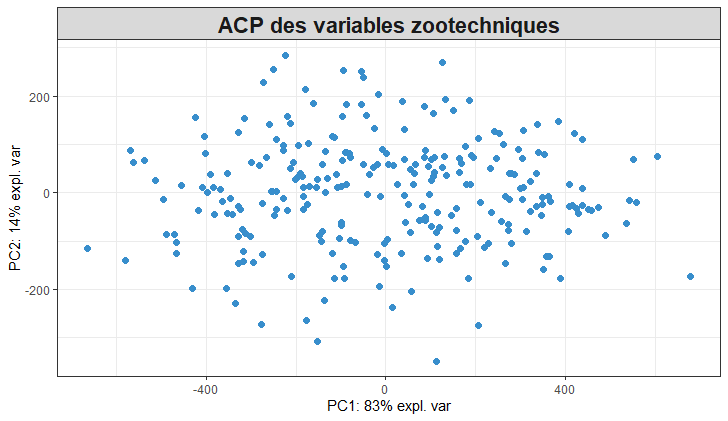 ACP des variables zootechniques
PC2: 14% expl. var
200
0
-200
-400
0
400
PC1: 83% expl. var